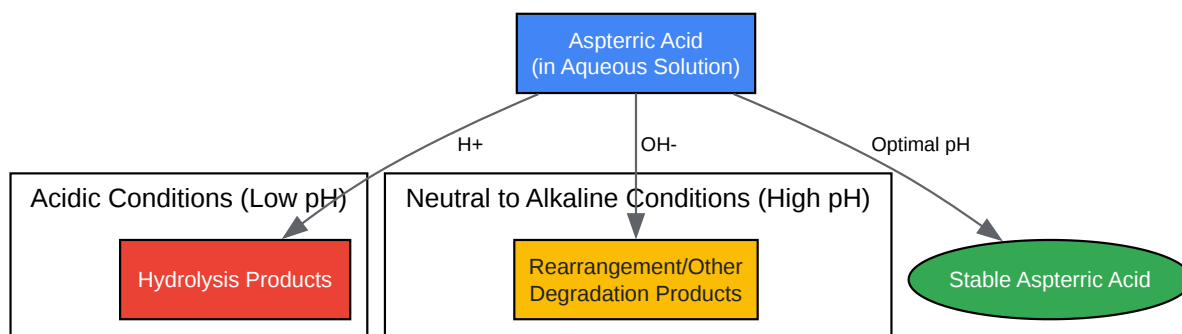 Aspterric Acid
(in Aqueous Solution)
H+
OH-
Optimal pH
Acidic Conditions (Low pH)
Neutral to Alkaline Conditions (High pH)
Hydrolysis Products
Rearrangement/Other
Degradation Products
Stable Aspterric Acid